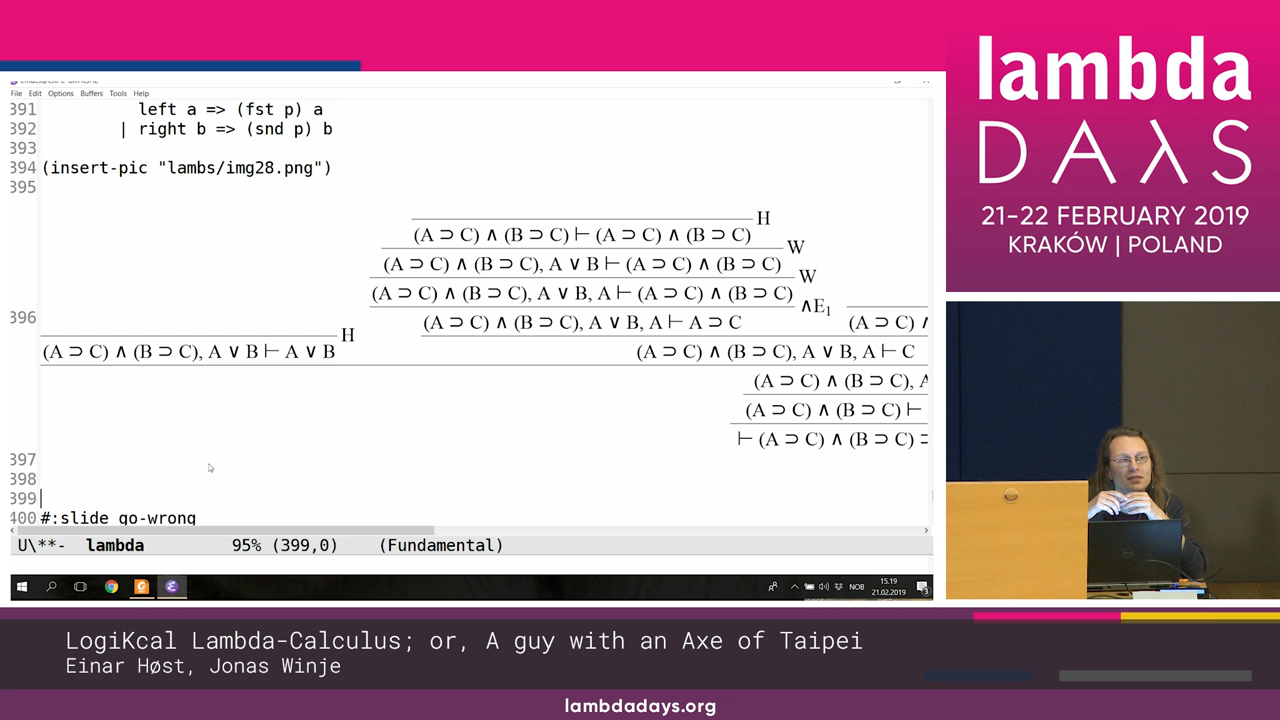 File Edit Options Buffers Tools Help
391 left a => (fst p) a
392 | right b => (snd p) b
393
394 (insert-pic "lambs/img28.png")
395
H
(A ⊃ C) ∧ (B ⊃ C) ⊢ (A ⊃ C) ∧ (B ⊃ C)
W
(A ⊃ C) ∧ (B ⊃ C), A ∨ B ⊢ (A ⊃ C) ∧ (B ⊃ C)
W
(A ⊃ C) ∧ (B ⊃ C), A ∨ B, A ⊢ (A ⊃ C) ∧ (B ⊃ C)
∧E₁
396 (A ⊃ C) ∧ (B ⊃ C), A ∨ B, A ⊢ A ⊃ C (A ⊃ C) ∧
H
(A ⊃ C) ∧ (B ⊃ C), A ∨ B ⊢ A ∨ B (A ⊃ C) ∧ (B ⊃ C), A ∨ B, A ⊢ C
(A ⊃ C) ∧ (B ⊃ C), A
(A ⊃ C) ∧ (B ⊃ C) ⊢
⊢ (A ⊃ C) ∧ (B ⊃ C) ⊃
397
398
399
400 #:slide go-wrong
U\**- lambda 95% (399,0) (Fundamental)
NOB
15.19
21.02.2019
lambda
DAλS
21-22 FEBRUARY 2019
KRAKÓW | POLAND
LogiKcal Lambda-Calculus; or, A guy with an Axe of Taipei
Einar Høst, Jonas Winje
lambdadays.org